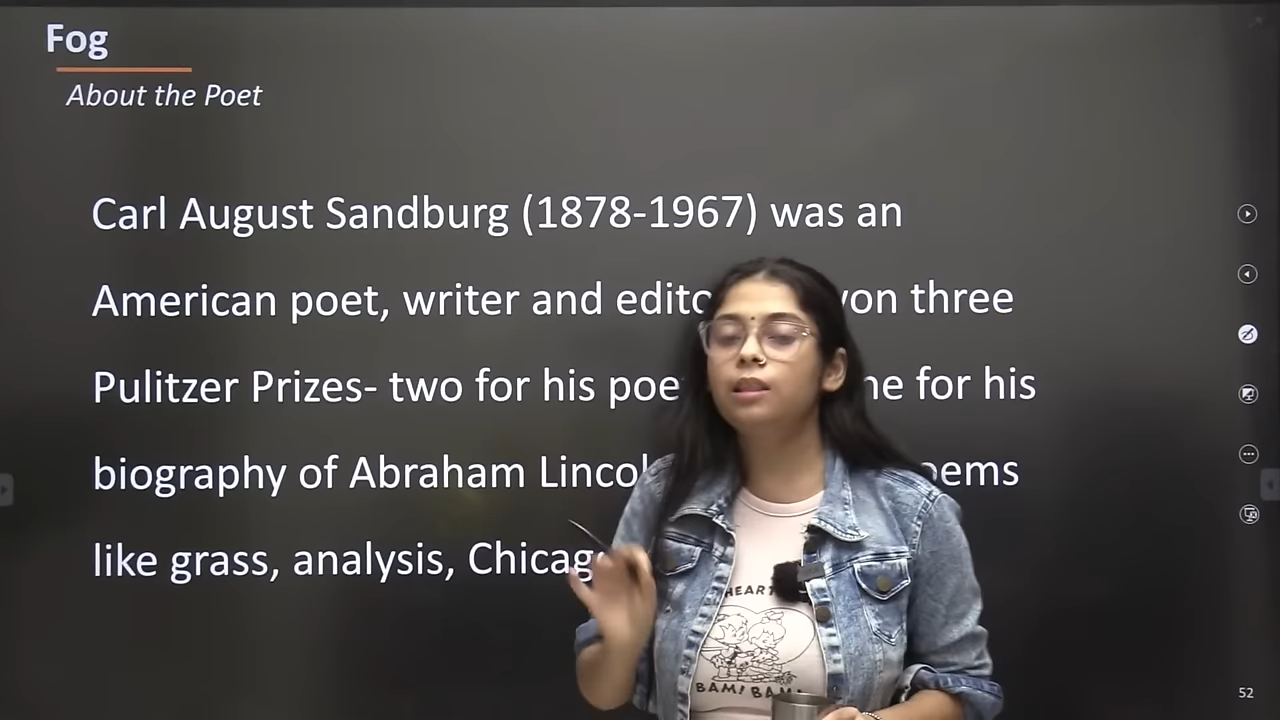 Fog
About the Poet
Carl August Sandburg (1878-1967) was an
American poet, writer and three
Pulitzer Prizes- two for his for his
biography of Abraham
like grass, analysis,
HEART
BAM! BAM!
52